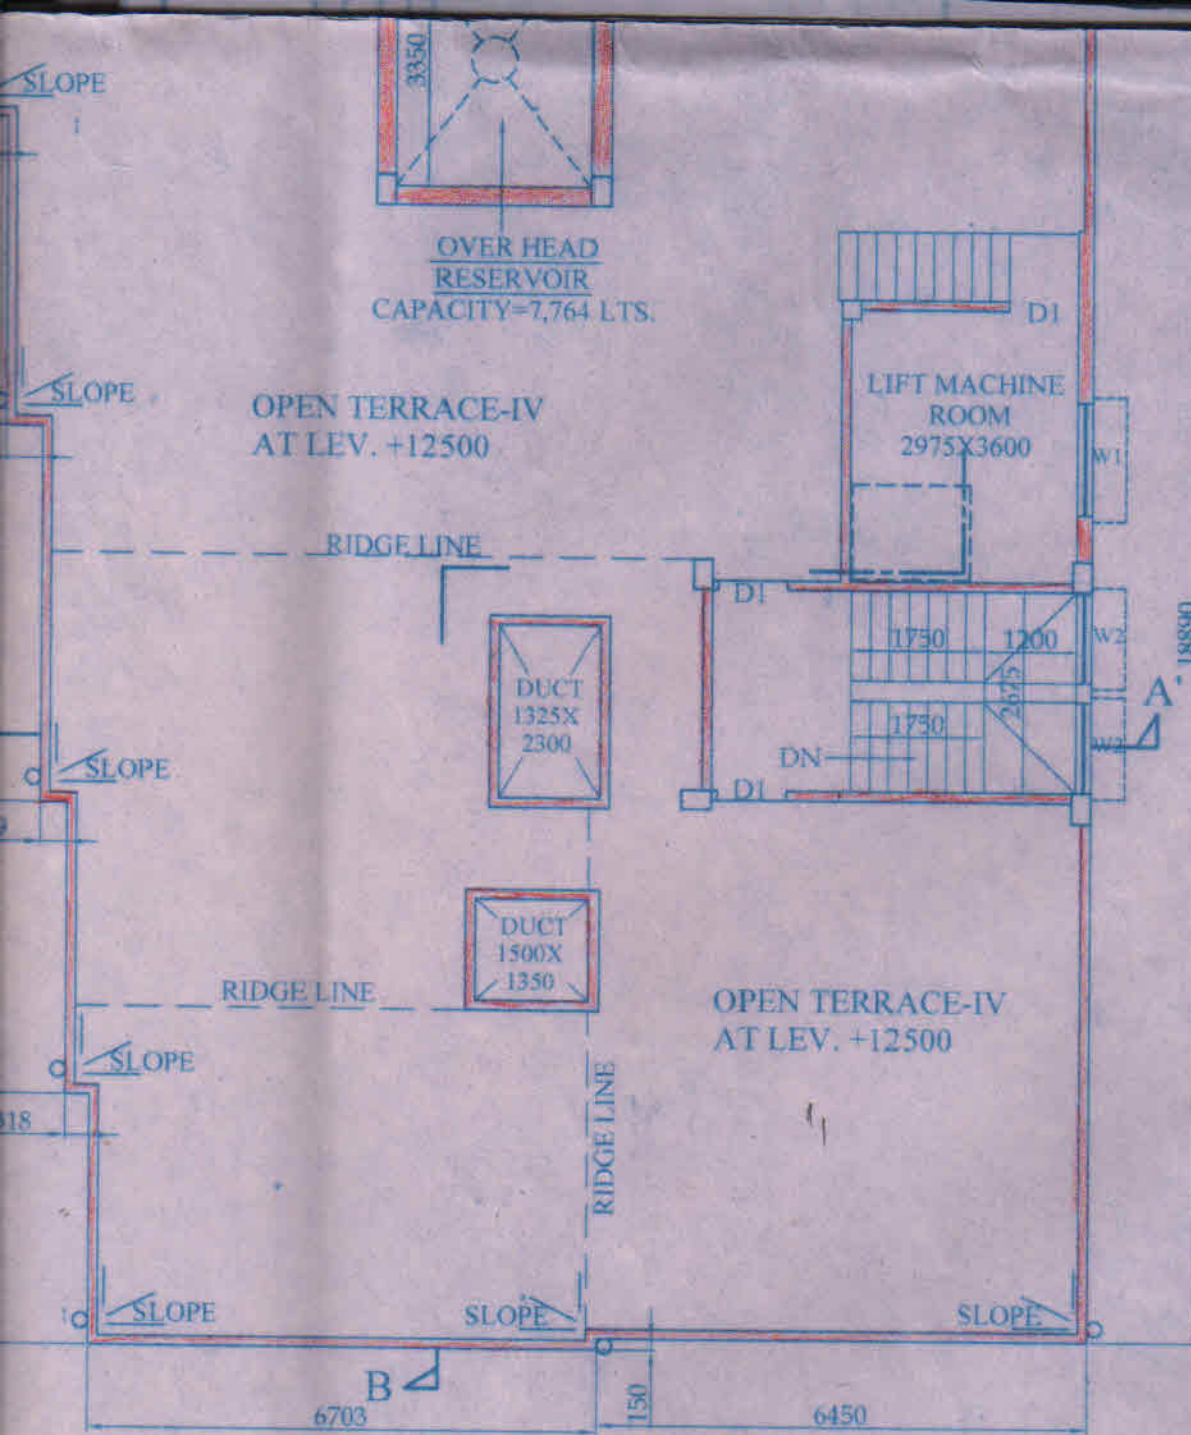 SLOPE
3350
OVER HEAD
RESERVOIR
CAPACITY=7,764 LTS.
D1
SLOPE
OPEN TERRACE-IV
AT LEV. +12500
LIFT MACHINE
ROOM
2975X3600
W1
RIDGE LINE
D1
1750
1200
W2
18890
DUCT
1325X
2300
2675
A'
1750
W2
DN
SLOPE
D1
DUCT
1500X
1350
RIDGE LINE
OPEN TERRACE-IV
AT LEV. +12500
SLOPE
RIDGE LINE
318
SLOPE
SLOPE
SLOPE
B
6703
150
6450